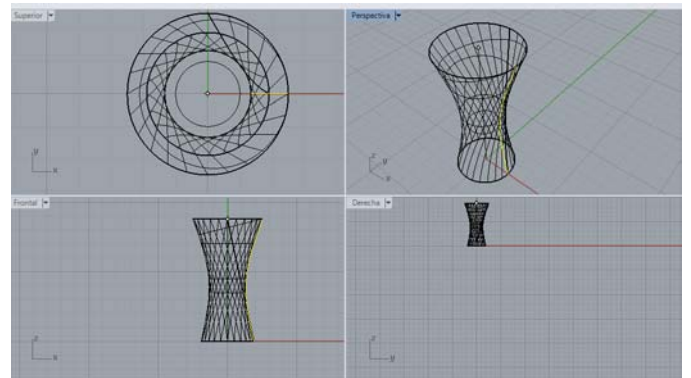 Superior
Perspectiva
y
x
z
y
x
Frontal
Derecha
z
x
z
y